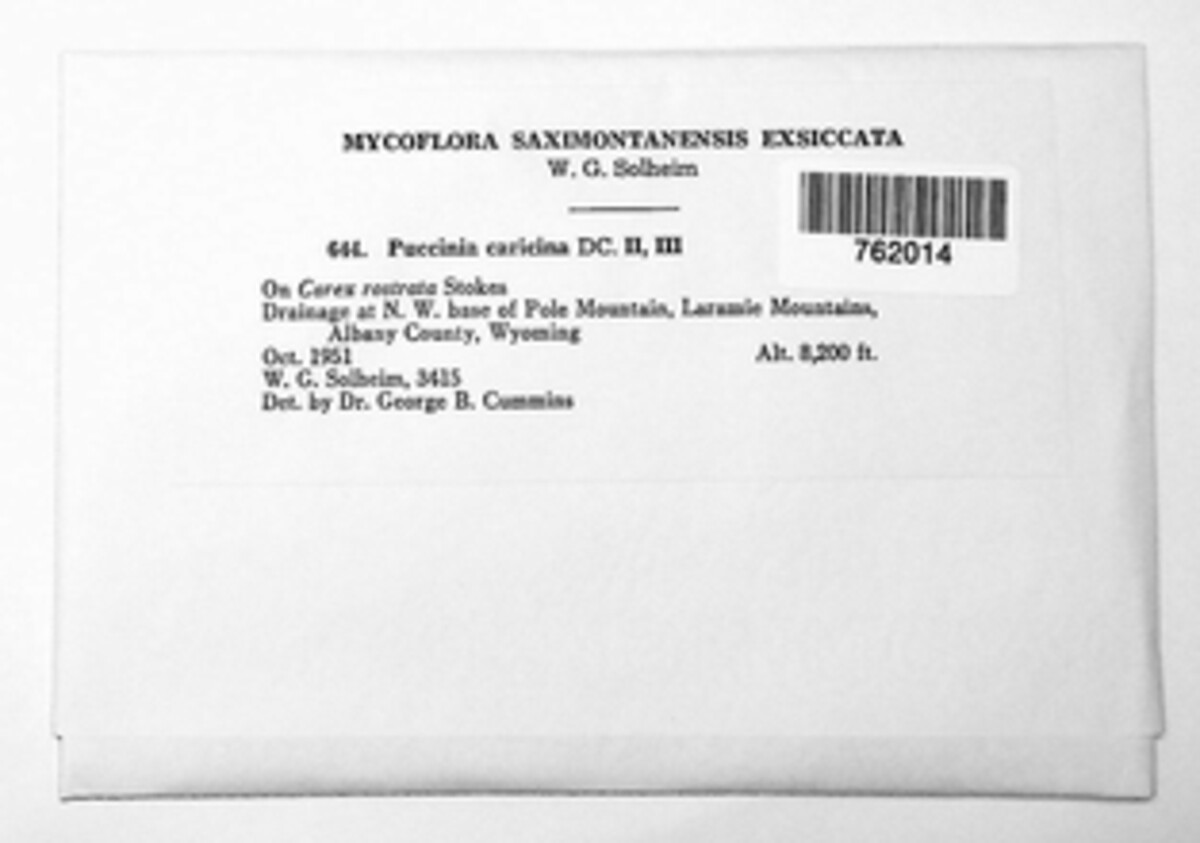 MYCOFLORA SAXIMONTANENSIS EXSICCATA
W. G. Solheim
762014
644. Puccinia caricina DC. II, III
On Carex rostrata Stokes
Drainage at N. W. base of Pole Mountain, Laramie Mountains,
Albany County, Wyoming
Oct. 1951 Alt. 8,200 ft.
W. G. Solheim, 3415
Det. by Dr. George B. Cummins